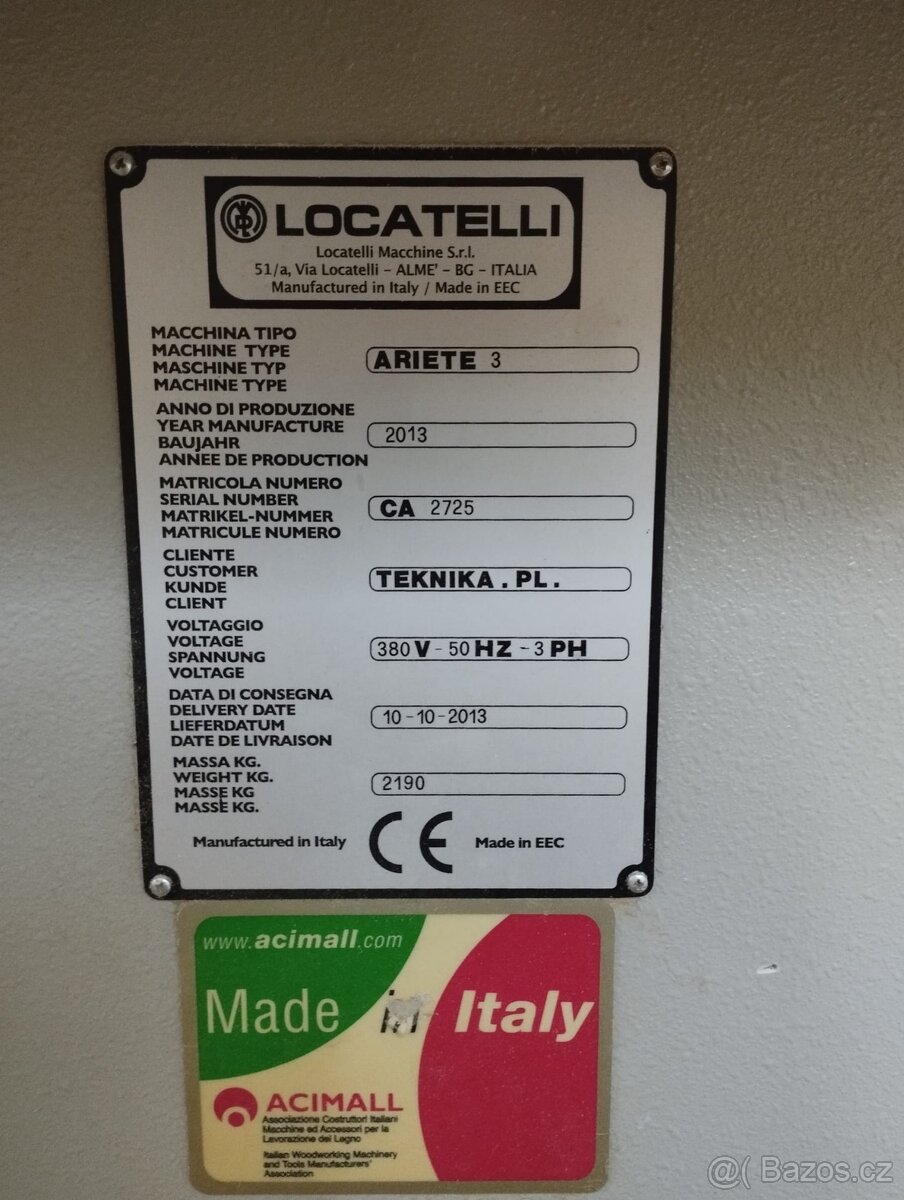 LOCATELLI
Locatelli Macchine S.r.l.
51/a, Via Locatelli - ALME' - BG - ITALIA
Manufactured in Italy / Made in EEC
MACCHINA TIPO
MACHINE TYPE
MASCHINE TYP
MACHINE TYPE
ARIETE 3
ANNO DI PRODUZIONE
YEAR MANUFACTURE
BAUJAHR
ANNEE DE PRODUCTION
2013
MATRICOLA NUMERO
SERIAL NUMBER
MATRIKEL-NUMMER
MATRICULE NUMERO
CA 2725
CLIENTE
CUSTOMER
KUNDE
CLIENT
TEKNIKA.PL.
VOLTAGGIO
VOLTAGE
SPANNUNG
VOLTAGE
380 V - 50 HZ - 3 PH
DATA DI CONSEGNA
DELIVERY DATE
LIEFERDATUM
DATE DE LIVRAISON
10-10-2013
MASSA KG.
WEIGHT KG.
MASSE KG
MASSE KG.
2190
Manufactured in Italy CE Made in EEC
www.acimall.com
Made in Italy
ACIMALL
Associazione Costruttori Italiani
Macchine ed Accessori per la
Lavorazione del Legno
Italian Woodworking Machinery
and Tools Manufacturers'
Association
Bazos.cz